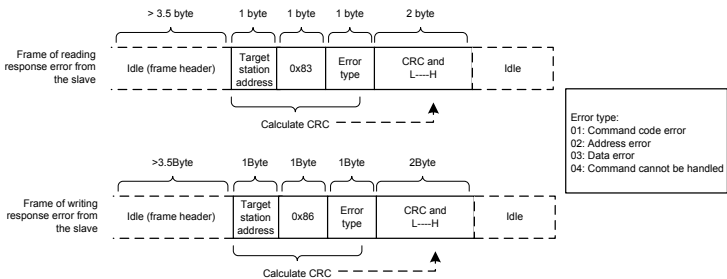 > 3.5 byte
1 byte
1 byte
1 byte
2 byte
Frame of reading
response error from
the slave
Idle (frame header)
Target
station
address
0x83
Error
type
CRC and
L----H
Idle
Calculate CRC
Error type:
01: Command code error
02: Address error
03: Data error
04: Command cannot be handled
>3.5Byte
1Byte
1Byte
1Byte
2Byte
Frame of writing
response error from
the slave
Idle (frame header)
Target
station
address
0x86
Error
type
CRC and
L----H
Idle
Calculate CRC